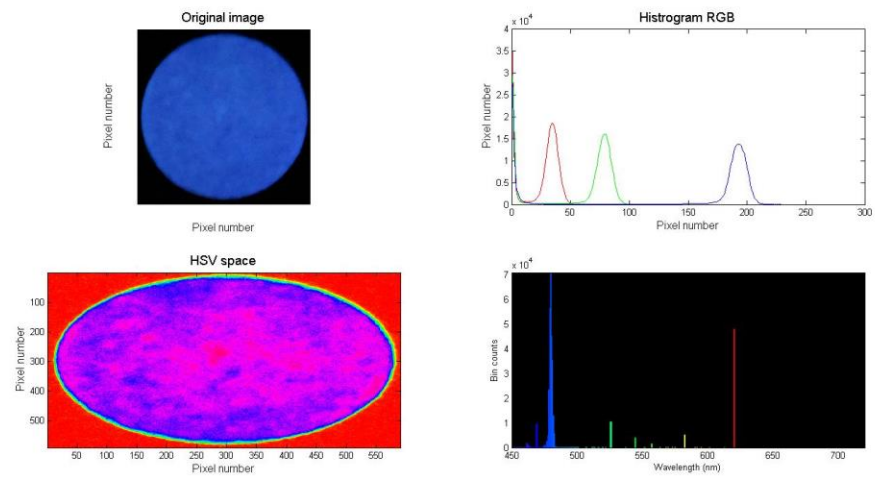 Original image
Pixel number
Pixel number
Histrogram RGB
x 10^4
4
3.5
3
2.5
2
1.5
1
0.5
0
Pixel number
0 50 100 150 200 250 300
Pixel number
HSV space
100
200
300
400
500
Pixel number
50 100 150 200 250 300 350 400 450 500 550
Pixel number
x 10^4
7
6
5
4
3
2
1
0
Bin counts
450 500 550 600 650 700
Wavelength (nm)